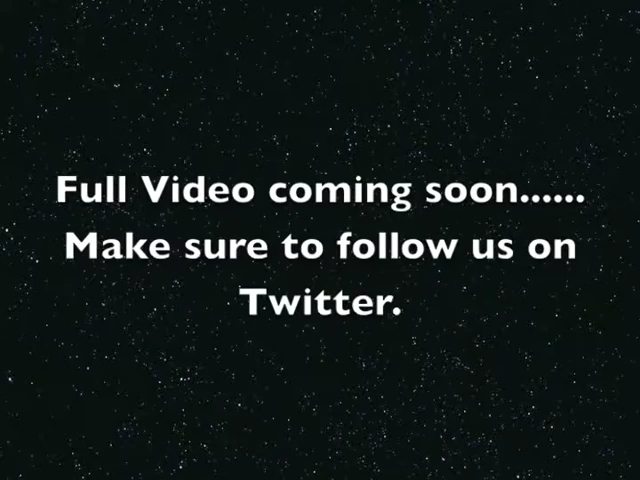 Full Video coming soon......
Make sure to follow us on
Twitter.